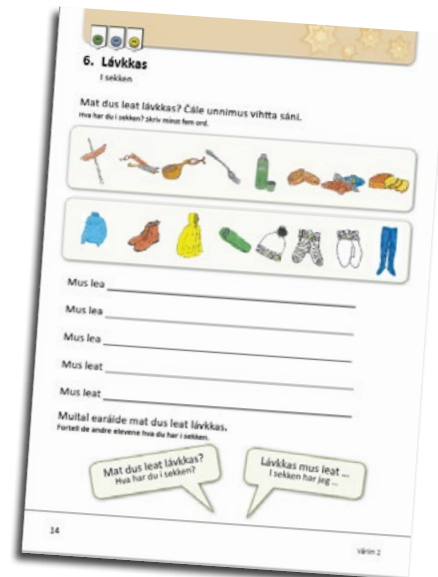 6. Lávkkas
I sekken
Mat dus leat lávkkas? Čále unnimus vihtta sáni.
Hva har du i sekken? Skriv minst fem ord.
Mus lea
Mus lea
Mus lea
Mus leat
Mus leat
Muital earáide mat dus leat lávkkas.
Fortell de andre elevene hva du har i sekken.
Mat dus leat lávkkas?
Hva har du i sekken?
Lávkkas mus leat ...
I sekken har jeg ...
14
várim 2